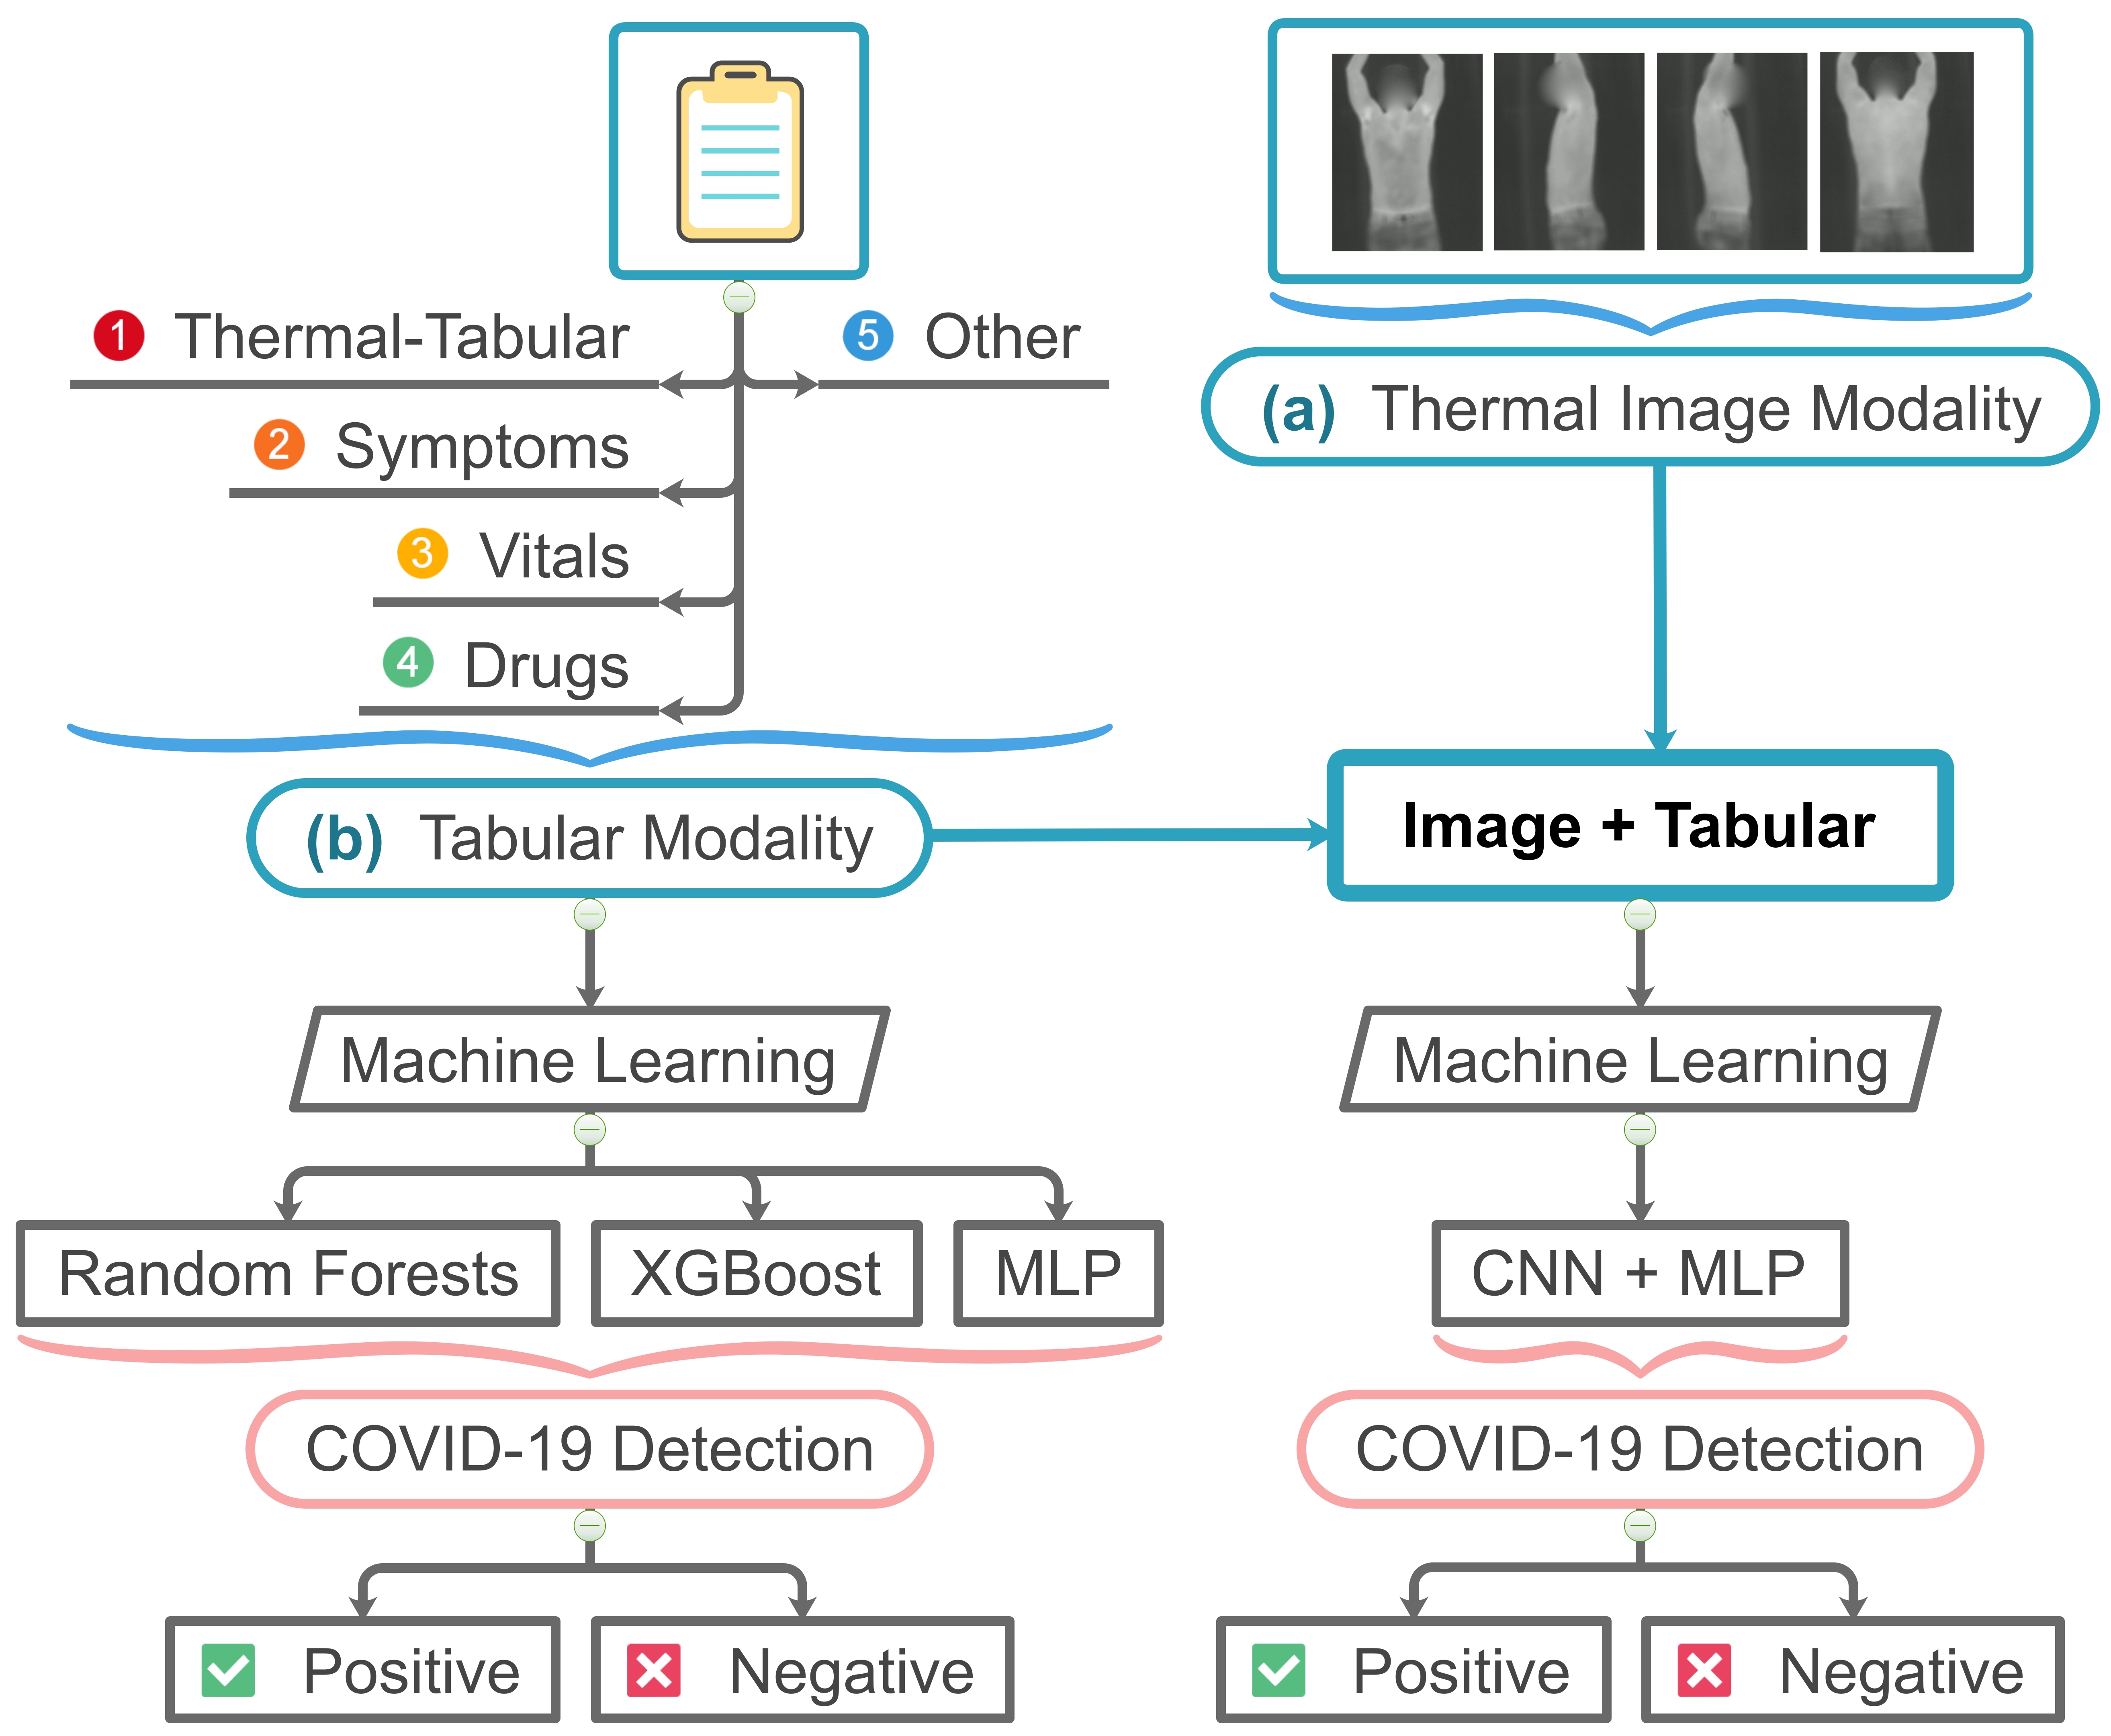 1 Thermal-Tabular
5 Other
2 Symptoms
3 Vitals
4 Drugs
(a) Thermal Image Modality
(b) Tabular Modality
Image + Tabular
Machine Learning
Machine Learning
Random Forests
XGBoost
MLP
CNN + MLP
COVID-19 Detection
COVID-19 Detection
Positive
Negative
Positive
Negative